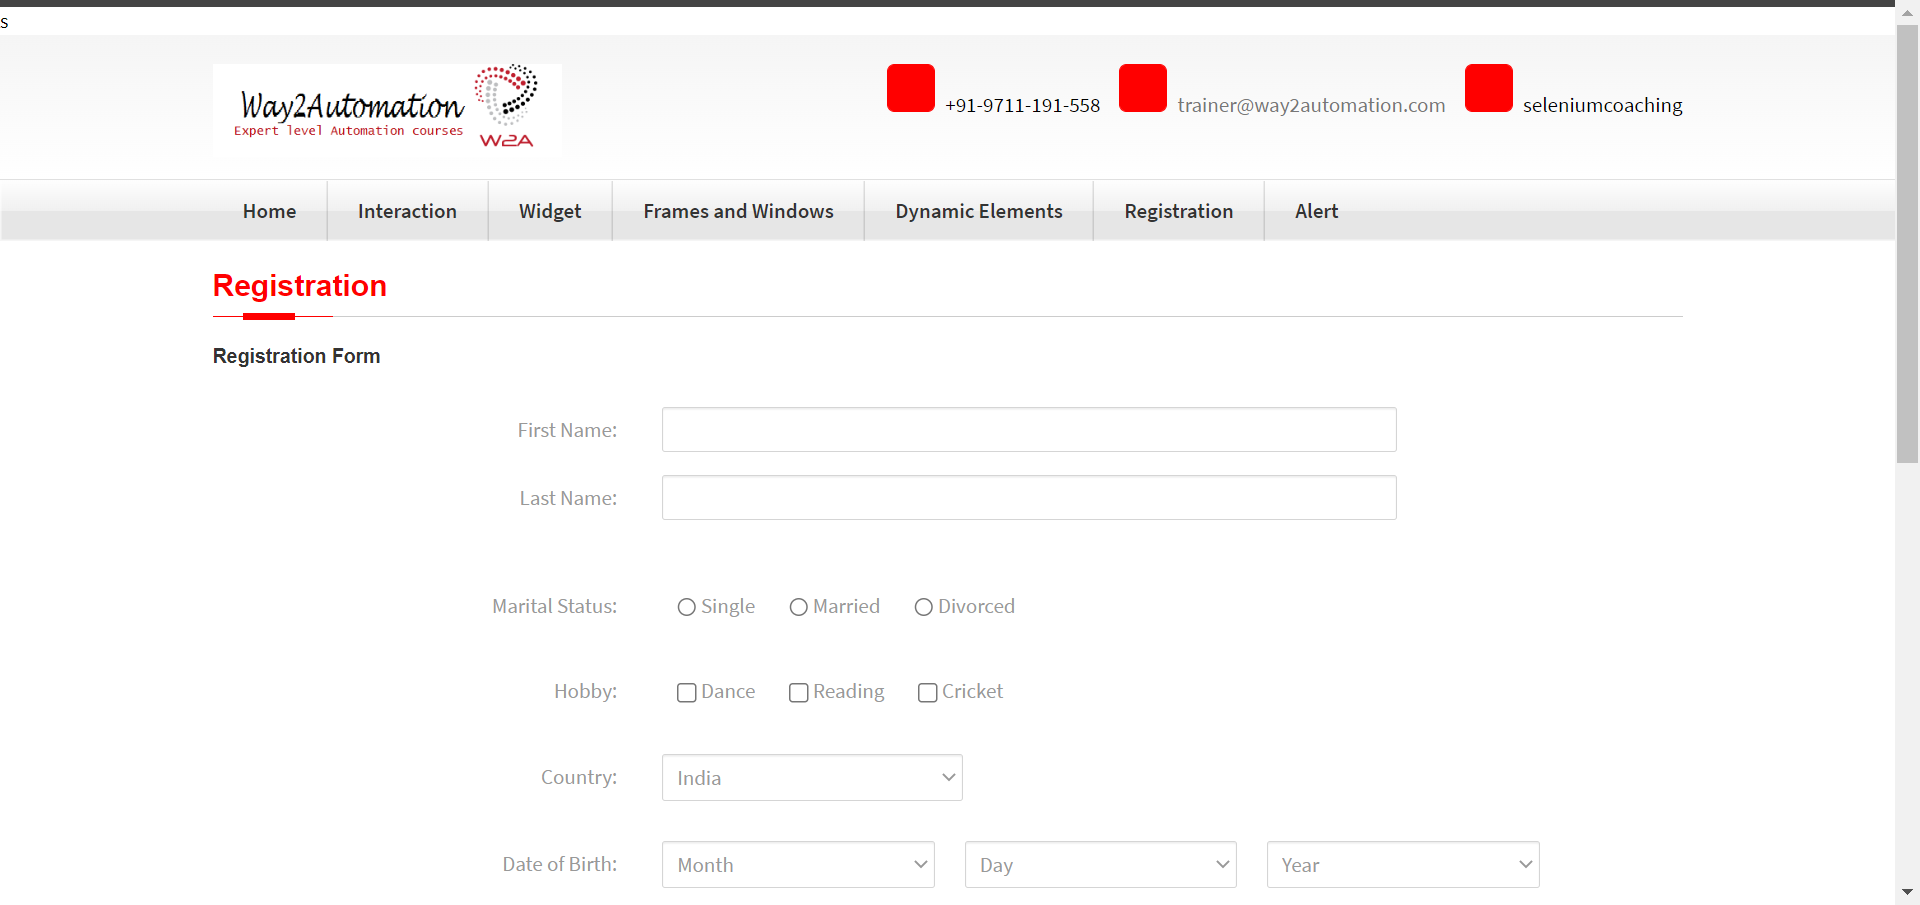 s
Way2Automation
Expert level Automation courses
W2A
+91-9711-191-558
trainer@way2automation.com
seleniumcoaching
Home
Interaction
Widget
Frames and Windows
Dynamic Elements
Registration
Alert
Registration
Registration Form
First Name:
Last Name:
Marital Status:
Single
Married
Divorced
Hobby:
Dance
Reading
Cricket
Country:
India
Date of Birth:
Month
Day
Year